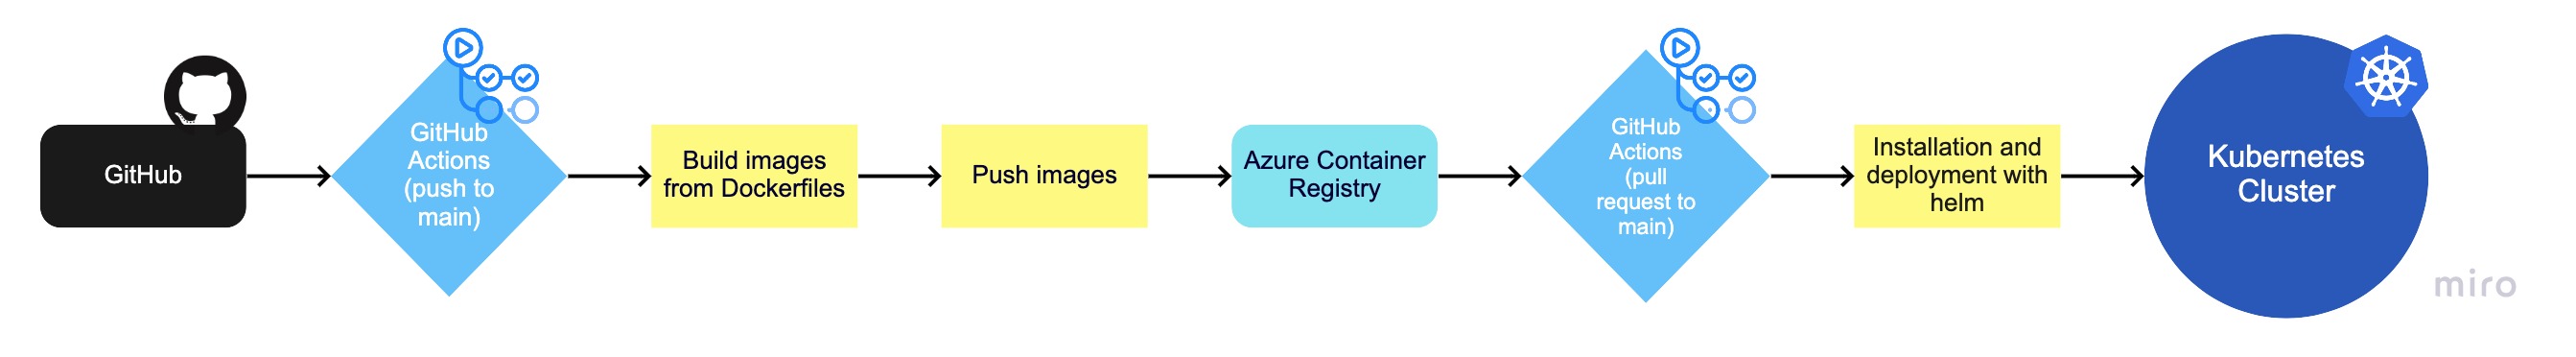 GitHub
GitHub
Actions
(push to
main)
Build images
from Dockerfiles
Push images
Azure Container
Registry
GitHub
Actions
(pull
request to
main)
Installation and
deployment with
helm
Kubernetes
Cluster
miro